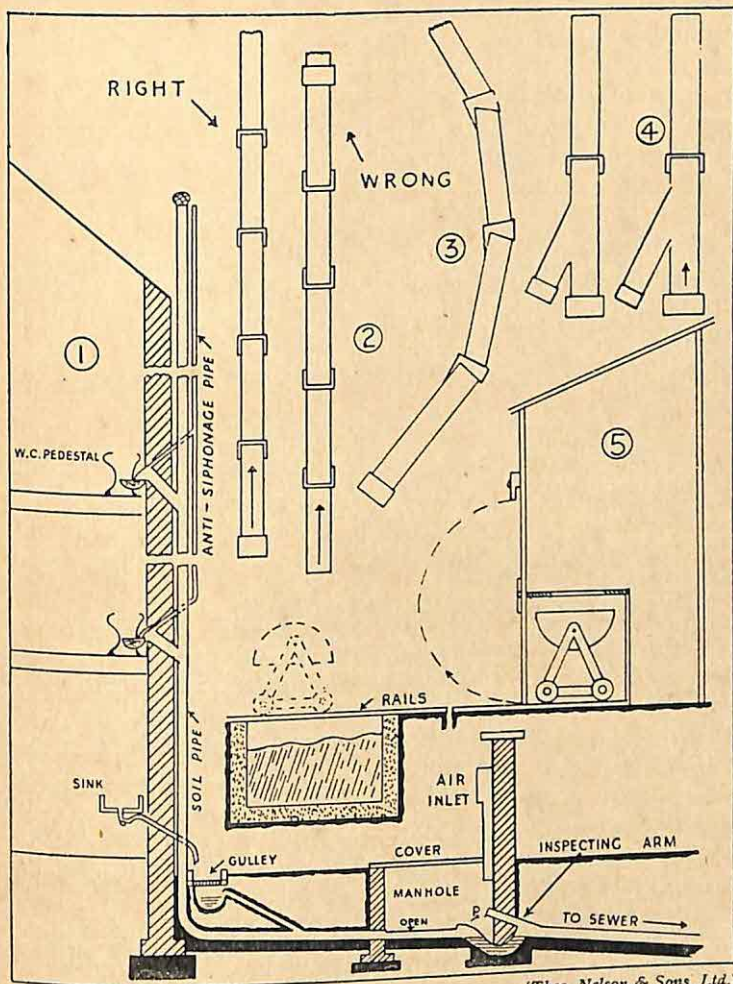 RIGHT
WRONG
①
②
③
④
⑤
W.C. PEDESTAL
ANTI-SIPHONAGE PIPE
RAILS
SOIL PIPE
SINK
AIR
INLET
GULLEY
COVER
INSPECTING ARM
MANHOLE
OPEN
P
TO SEWER
Nelson & Sons, Ltd.